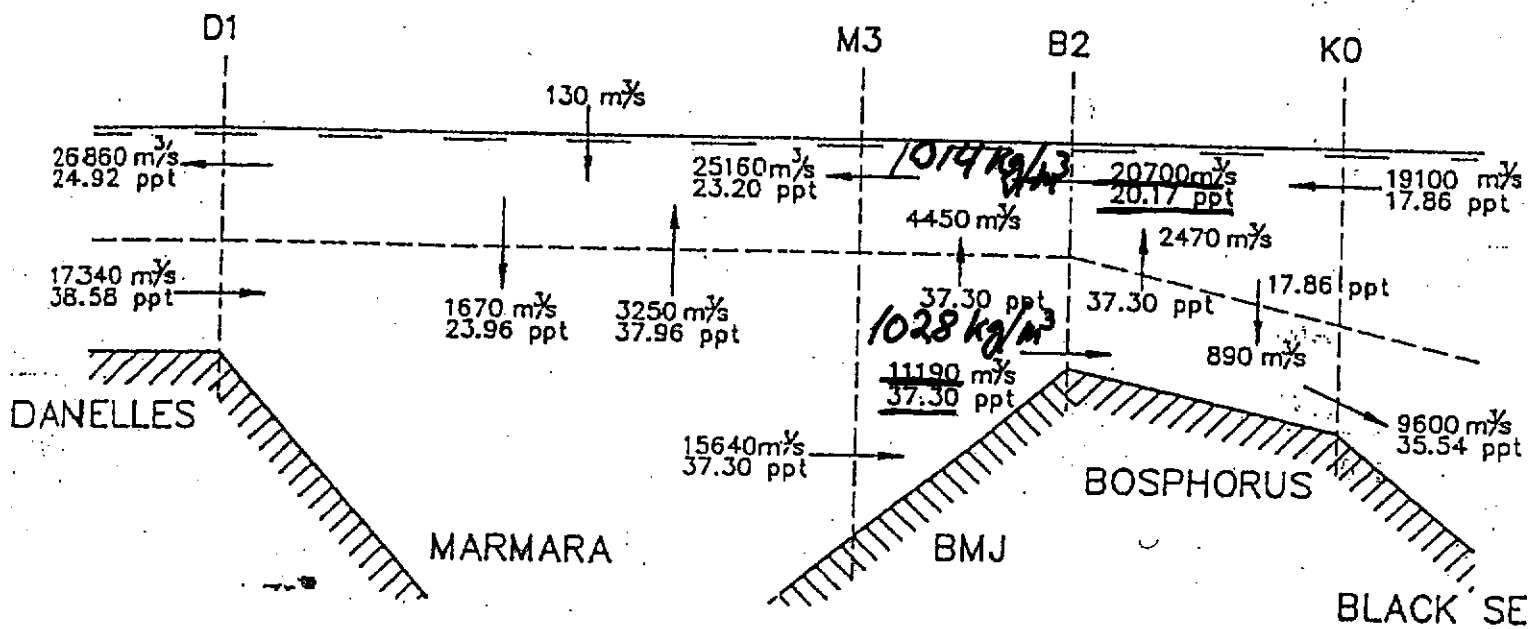 D1
M3
B2
K0
130 m³/s
26860 m³/s
24.92 ppt
25160 m³/s
23.20 ppt
1014 kg/m³
20700 m³/s
20.17 ppt
19100 m³/s
17.86 ppt
4450 m³/s
37.30 ppt
2470 m³/s
37.30 ppt
17.86 ppt
890 m³/s
17340 m³/s
38.58 ppt
1670 m³/s
23.96 ppt
3250 m³/s
37.96 ppt
1028 kg/m³
11190 m³/s
37.30 ppt
15640 m³/s
37.30 ppt
9600 m³/s
35.54 ppt
DANELLES
MARMARA
BMJ
BOSPHORUS
BLACK SE